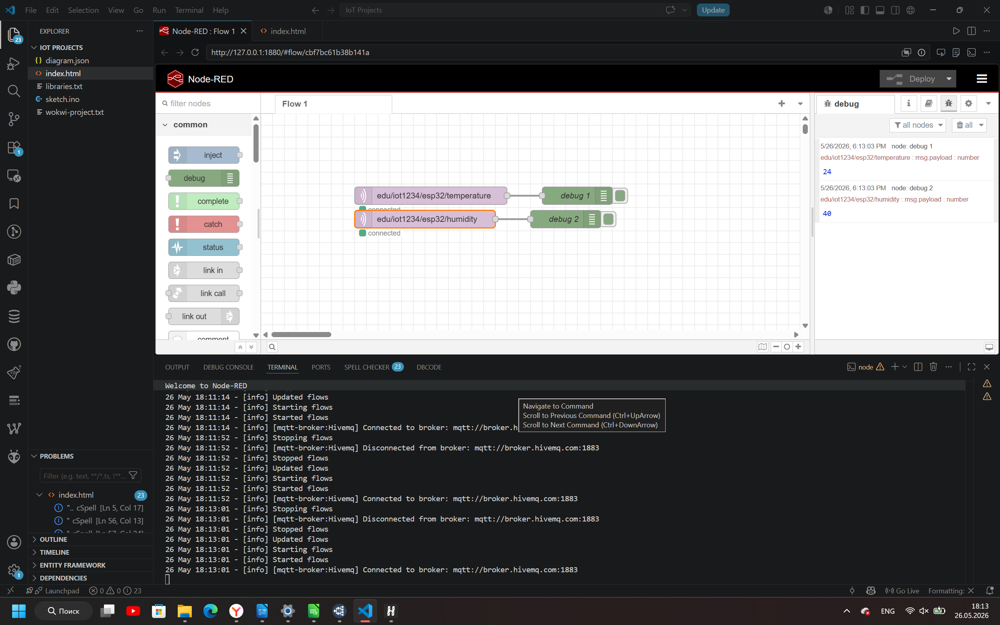 File Edit Selection View Go Run Terminal Help
IoT Projects
Update
EXPLORER
IOT PROJECTS
diagram.json
index.html
libraries.txt
sketch.ino
wokwi-project.txt
23
1
Node-RED : Flow 1
index.html
http://127.0.0.1:1880/#flow/cbf7bc61b38b141a
Node-RED
Deploy
filter nodes
common
inject
debug
complete
catch
status
link in
link call
link out
comment
Flow 1
edu/iot1234/esp32/temperature
debug 1
connected
edu/iot1234/esp32/humidity
debug 2
connected
debug
all nodes
all
5/26/2026, 6:13:03 PM node: debug 1
edu/iot1234/esp32/temperature : msg.payload : number
24
5/26/2026, 6:13:03 PM node: debug 2
edu/iot1234/esp32/humidity : msg.payload : number
40
OUTPUT DEBUG CONSOLE TERMINAL PORTS SPELL CHECKER 23 DBCODE
node
Welcome to Node-RED
26 May 18:11:14 - [info] Updated flows
26 May 18:11:14 - [info] Starting flows
26 May 18:11:14 - [info] Started flows
26 May 18:11:14 - [info] [mqtt-broker:Hivemq] Connected to broker: mqtt://broker.h
26 May 18:11:52 - [info] Stopping flows
26 May 18:11:52 - [info] [mqtt-broker:Hivemq] Disconnected from broker: mqtt://broker.hivemq.com:1883
26 May 18:11:52 - [info] Stopped flows
26 May 18:11:52 - [info] Updated flows
26 May 18:11:52 - [info] Starting flows
26 May 18:11:52 - [info] Started flows
26 May 18:11:52 - [info] [mqtt-broker:Hivemq] Connected to broker: mqtt://broker.hivemq.com:1883
26 May 18:13:01 - [info] Stopping flows
26 May 18:13:01 - [info] [mqtt-broker:Hivemq] Disconnected from broker: mqtt://broker.hivemq.com:1883
26 May 18:13:01 - [info] Stopped flows
26 May 18:13:01 - [info] Updated flows
26 May 18:13:01 - [info] Starting flows
26 May 18:13:01 - [info] Started flows
26 May 18:13:01 - [info] [mqtt-broker:Hivemq] Connected to broker: mqtt://broker.hivemq.com:1883
Navigate to Command
Scroll to Previous Command (Ctrl+UpArrow)
Scroll to Next Command (Ctrl+DownArrow)
PROBLEMS
Filter (e.g. text, **/*.ts, !**...
index.html 23
".. cSpell [Ln 5, Col 17]
" cSpell [Ln 56, Col 13]
" cSpell [Ln 57, Col 24]
OUTLINE
TIMELINE
ENTITY FRAMEWORK
DEPENDENCIES
1
Launchpad 0 0 23
Go Live
Formatting:
Поиск
ENG
18:13
26.05.2026